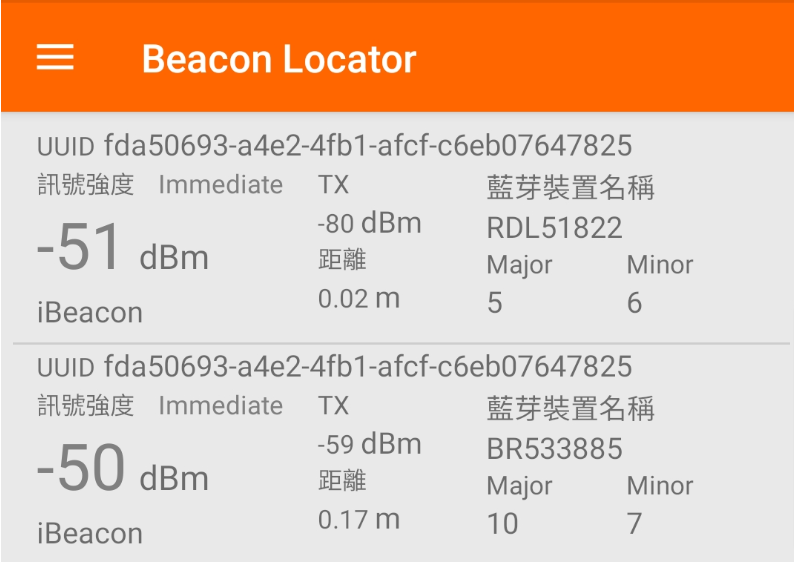 Beacon Locator
UUID fda50693-a4e2-4fb1-afcf-c6eb07647825
訊號強度 Immediate TX 藍芽裝置名稱
-80 dBm RDL51822
-51 dBm 距離 Major Minor
iBeacon 0.02 m 5 6
UUID fda50693-a4e2-4fb1-afcf-c6eb07647825
訊號強度 Immediate TX 藍芽裝置名稱
-59 dBm BR533885
-50 dBm 距離 Major Minor
iBeacon 0.17 m 10 7